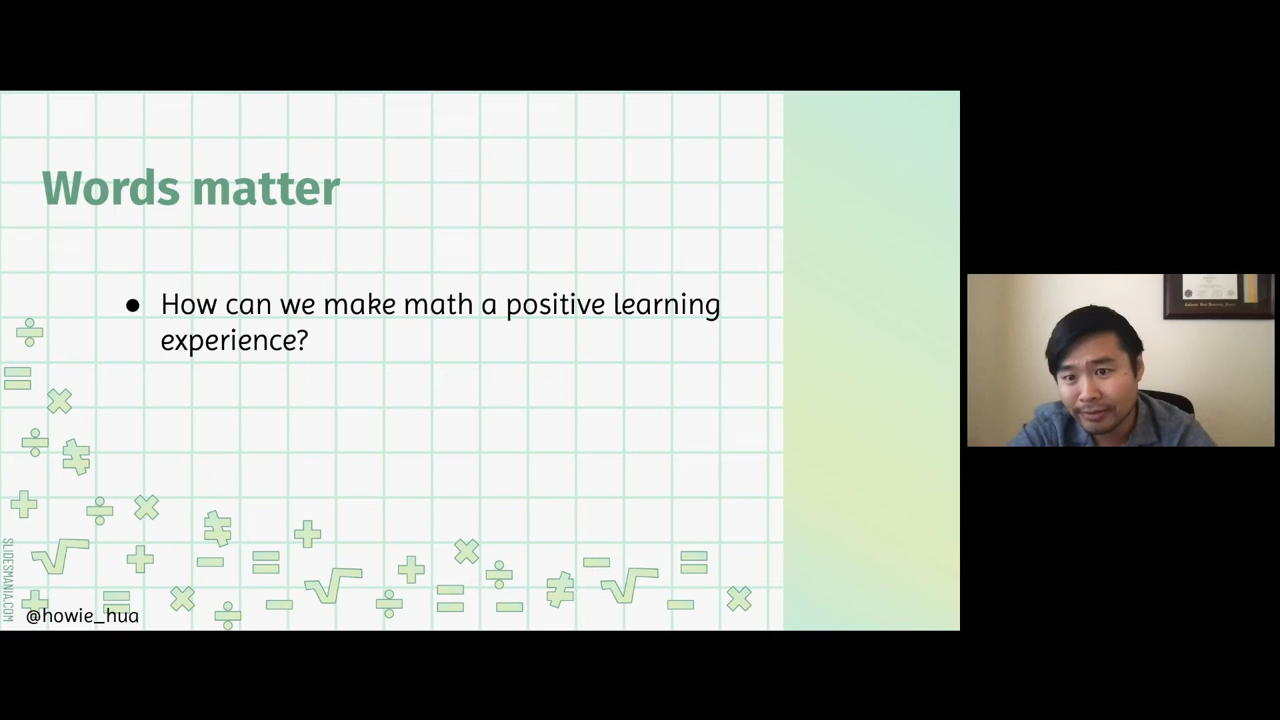 Words matter
● How can we make math a positive learning
experience?
SLIDESMANIA.COM
@howie_hua